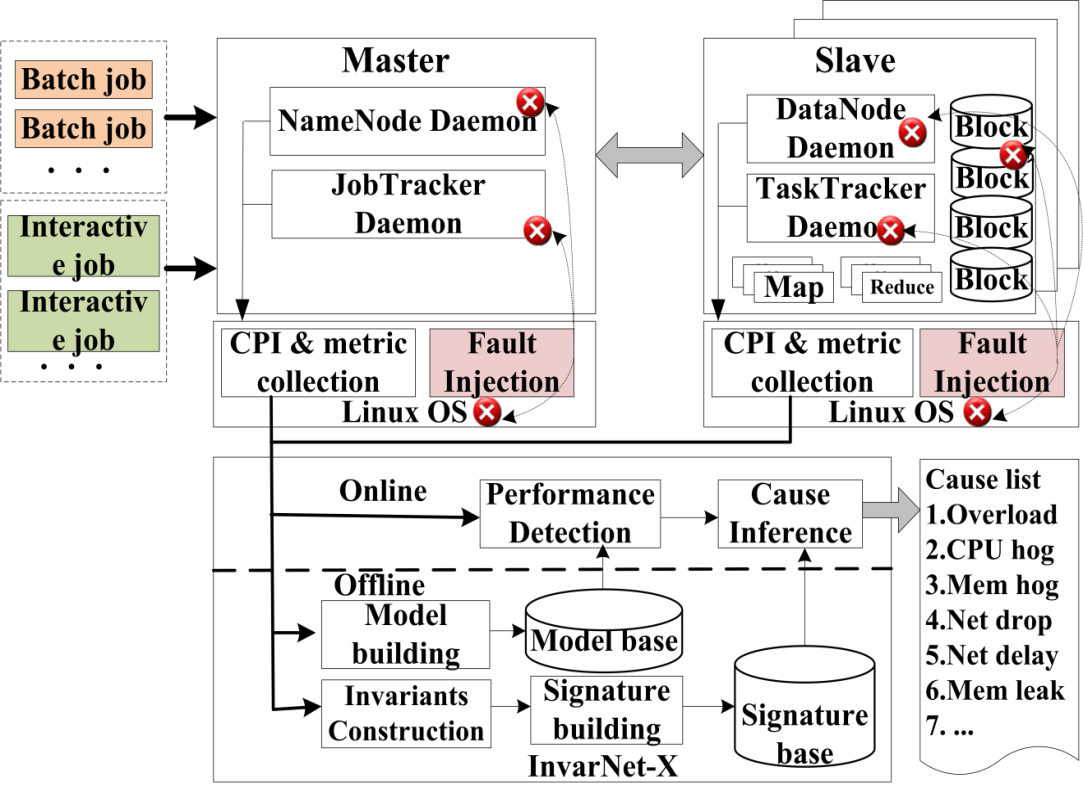 Batch job
Batch job
. . .
Interactiv
e job
Interactiv
e job
. . .
Master
NameNode Daemon
JobTracker
Daemon
CPI & metric
collection
Fault
Injection
Linux OS
Slave
DataNode
Daemon
TaskTracker
Daemo
Map
Reduce
Block
Block
Block
Block
CPI & metric
collection
Fault
Injection
Linux OS
Online
Performance
Detection
Cause
Inference
Offline
Model
building
Model base
Invariants
Construction
Signature
building
Signature
base
InvarNet-X
Cause list
1.Overload
2.CPU hog
3.Mem hog
4.Net drop
5.Net delay
6.Mem leak
7. ...